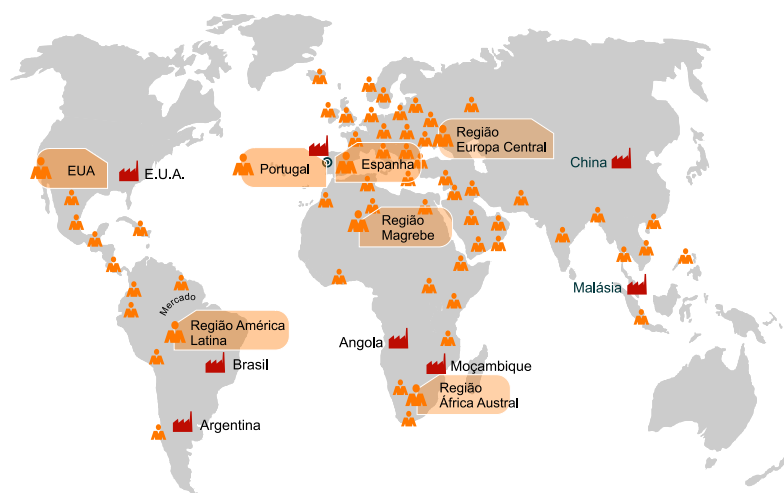 EUA
E.U.A.
Portugal
Espanha
Região
Europa Central
China
Região
Magrebe
Malásia
Mercado
Região América
Latina
Brasil
Argentina
Angola
Moçambique
Região
África Austral